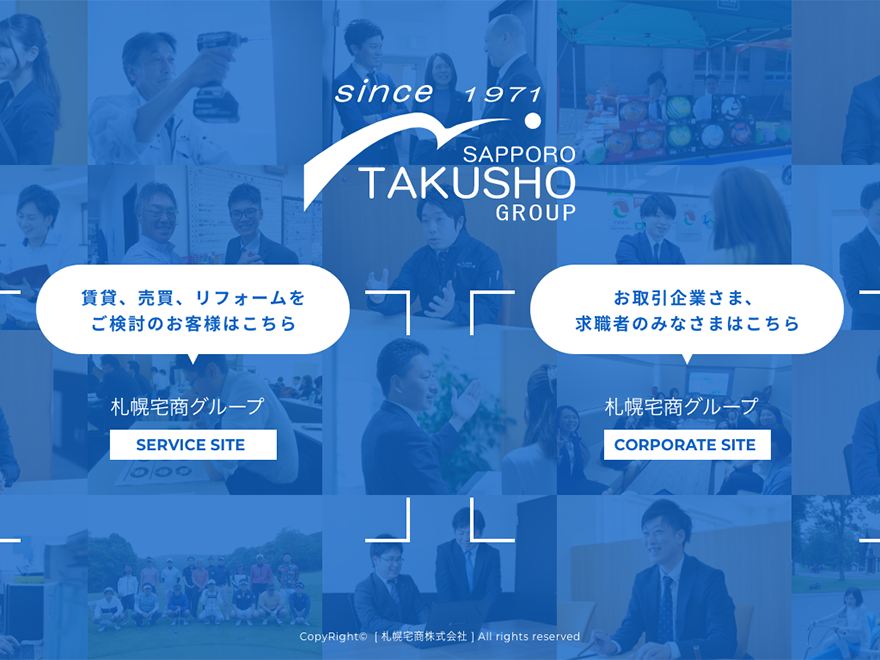 since 1971
SAPPORO
TAKUSHO
GROUP
賃貸、売買、リフォームを
ご検討のお客様はこちら
札幌宅商グループ
SERVICE SITE
お取引企業さま、
求職者のみなさまはこちら
札幌宅商グループ
CORPORATE SITE
CopyRight© [ 札幌宅商株式会社 ] All rights reserved